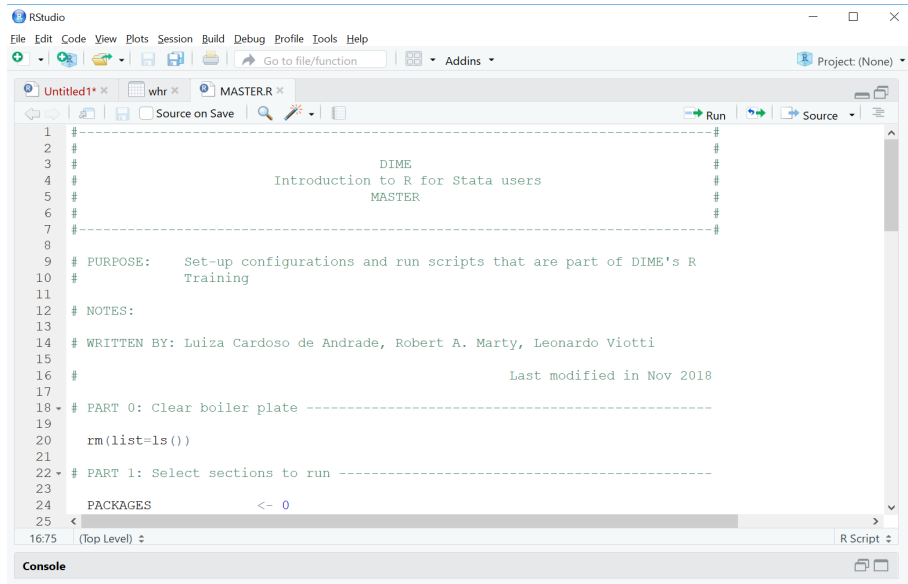 RStudio
File Edit Code View Plots Session Build Debug Profile Tools Help
Go to file/function Addins Project: (None)
Untitled1* whr MASTER.R
Source on Save Run Source
1 #------------------------------------------------------------------------------#
2 # #
3 # DIME #
4 # Introduction to R for Stata users #
5 # MASTER #
6 # #
7 #------------------------------------------------------------------------------#
8
9 # PURPOSE: Set-up configurations and run scripts that are part of DIME's R
10 # Training
11
12 # NOTES:
13
14 # WRITTEN BY: Luiza Cardoso de Andrade, Robert A. Marty, Leonardo Viotti
15
16 # Last modified in Nov 2018
17
18 # PART 0: Clear boiler plate --------------------------------------------------
19
20 rm(list=ls())
21
22 # PART 1: Select sections to run ----------------------------------------------
23
24 PACKAGES <- 0
25
16:75 (Top Level) R Script
Console